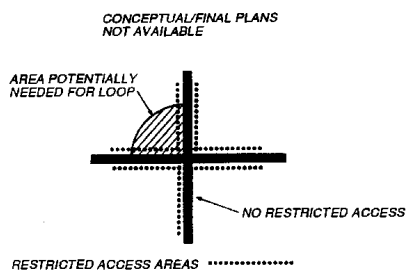 CONCEPTUAL/FINAL PLANS
NOT AVAILABLE
AREA POTENTIALLY
NEEDED FOR LOOP
NO RESTRICTED ACCESS
RESTRICTED ACCESS AREAS